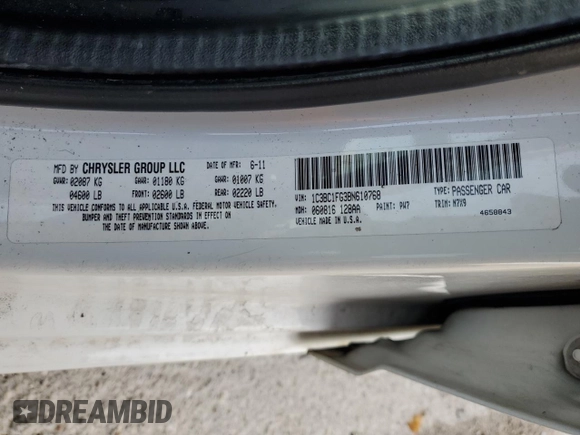 MFD BY CHRYSLER GROUP LLC DATE OF MFR: 6-11
GVWR: 02087 KG GAWR: 01180 KG GAWR: 01007 KG
04600 LB FRONT: 02600 LB REAR: 02220 LB
THIS VEHICLE CONFORMS TO ALL APPLICABLE U.S.A. FEDERAL MOTOR VEHICLE SAFETY,
BUMPER AND THEFT PREVENTION STANDARDS IN EFFECT ON
THE DATE OF MANUFACTURE SHOWN ABOVE.
VIN: 1C3BC1FG3BN610768 TYPE: PASSENGER CAR
MDH: 060816 128AA PAINT: PW7 TRIM: H7X9
VEHICLE MADE IN U.S.A. 4658843
DREAMBID